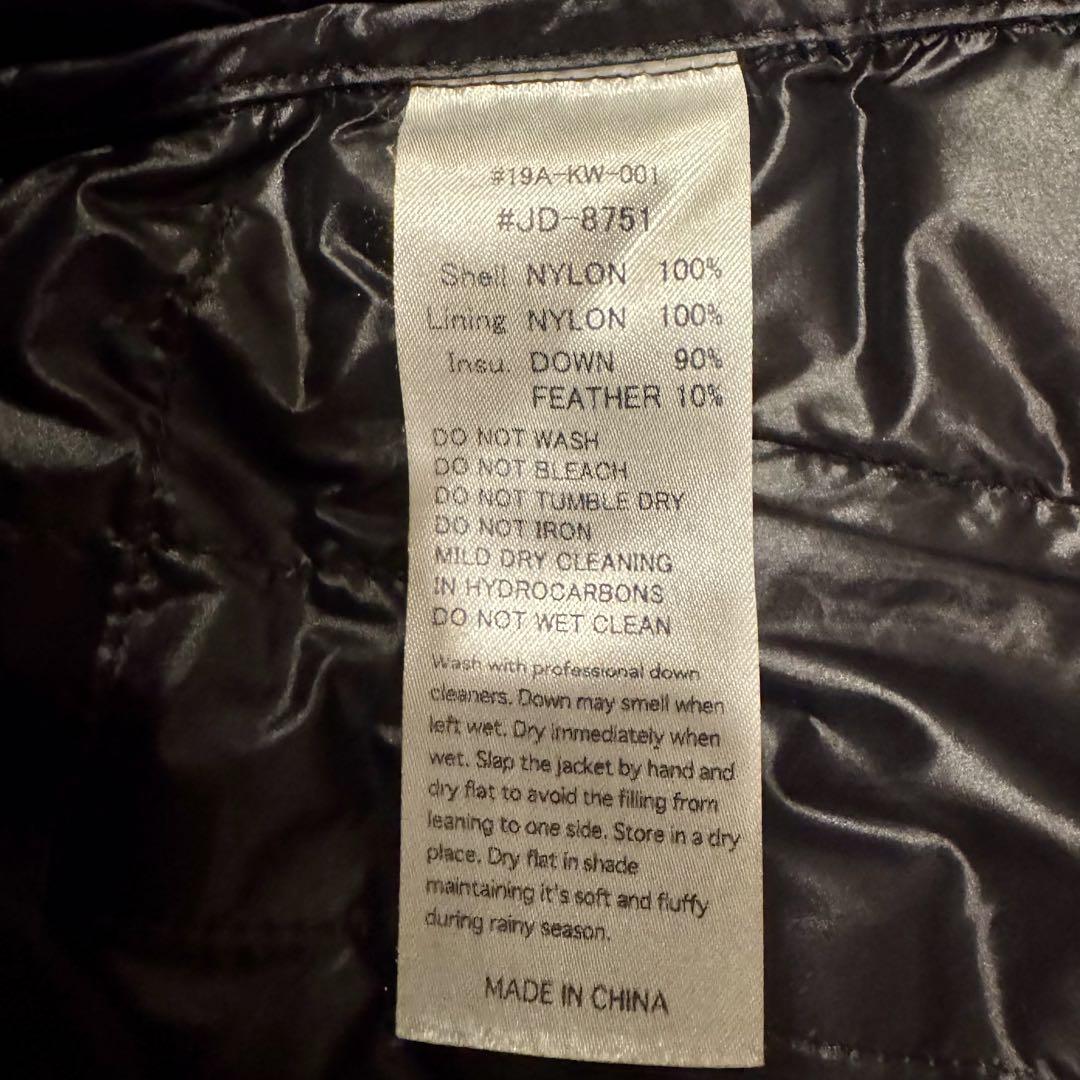 #19A-KW-001
#JD-8751
Shell NYLON 100%
Lining NYLON 100%
Insu. DOWN 90%
FEATHER 10%
DO NOT WASH
DO NOT BLEACH
DO NOT TUMBLE DRY
DO NOT IRON
MILD DRY CLEANING
IN HYDROCARBONS
DO NOT WET CLEAN
Wash with professional down
cleaners. Down may smell when
left wet. Dry immediately when
wet. Slap the jacket by hand and
dry flat to avoid the filling from
leaning to one side. Store in a dry
place. Dry flat in shade
maintaining it's soft and fluffy
during rainy season.
MADE IN CHINA